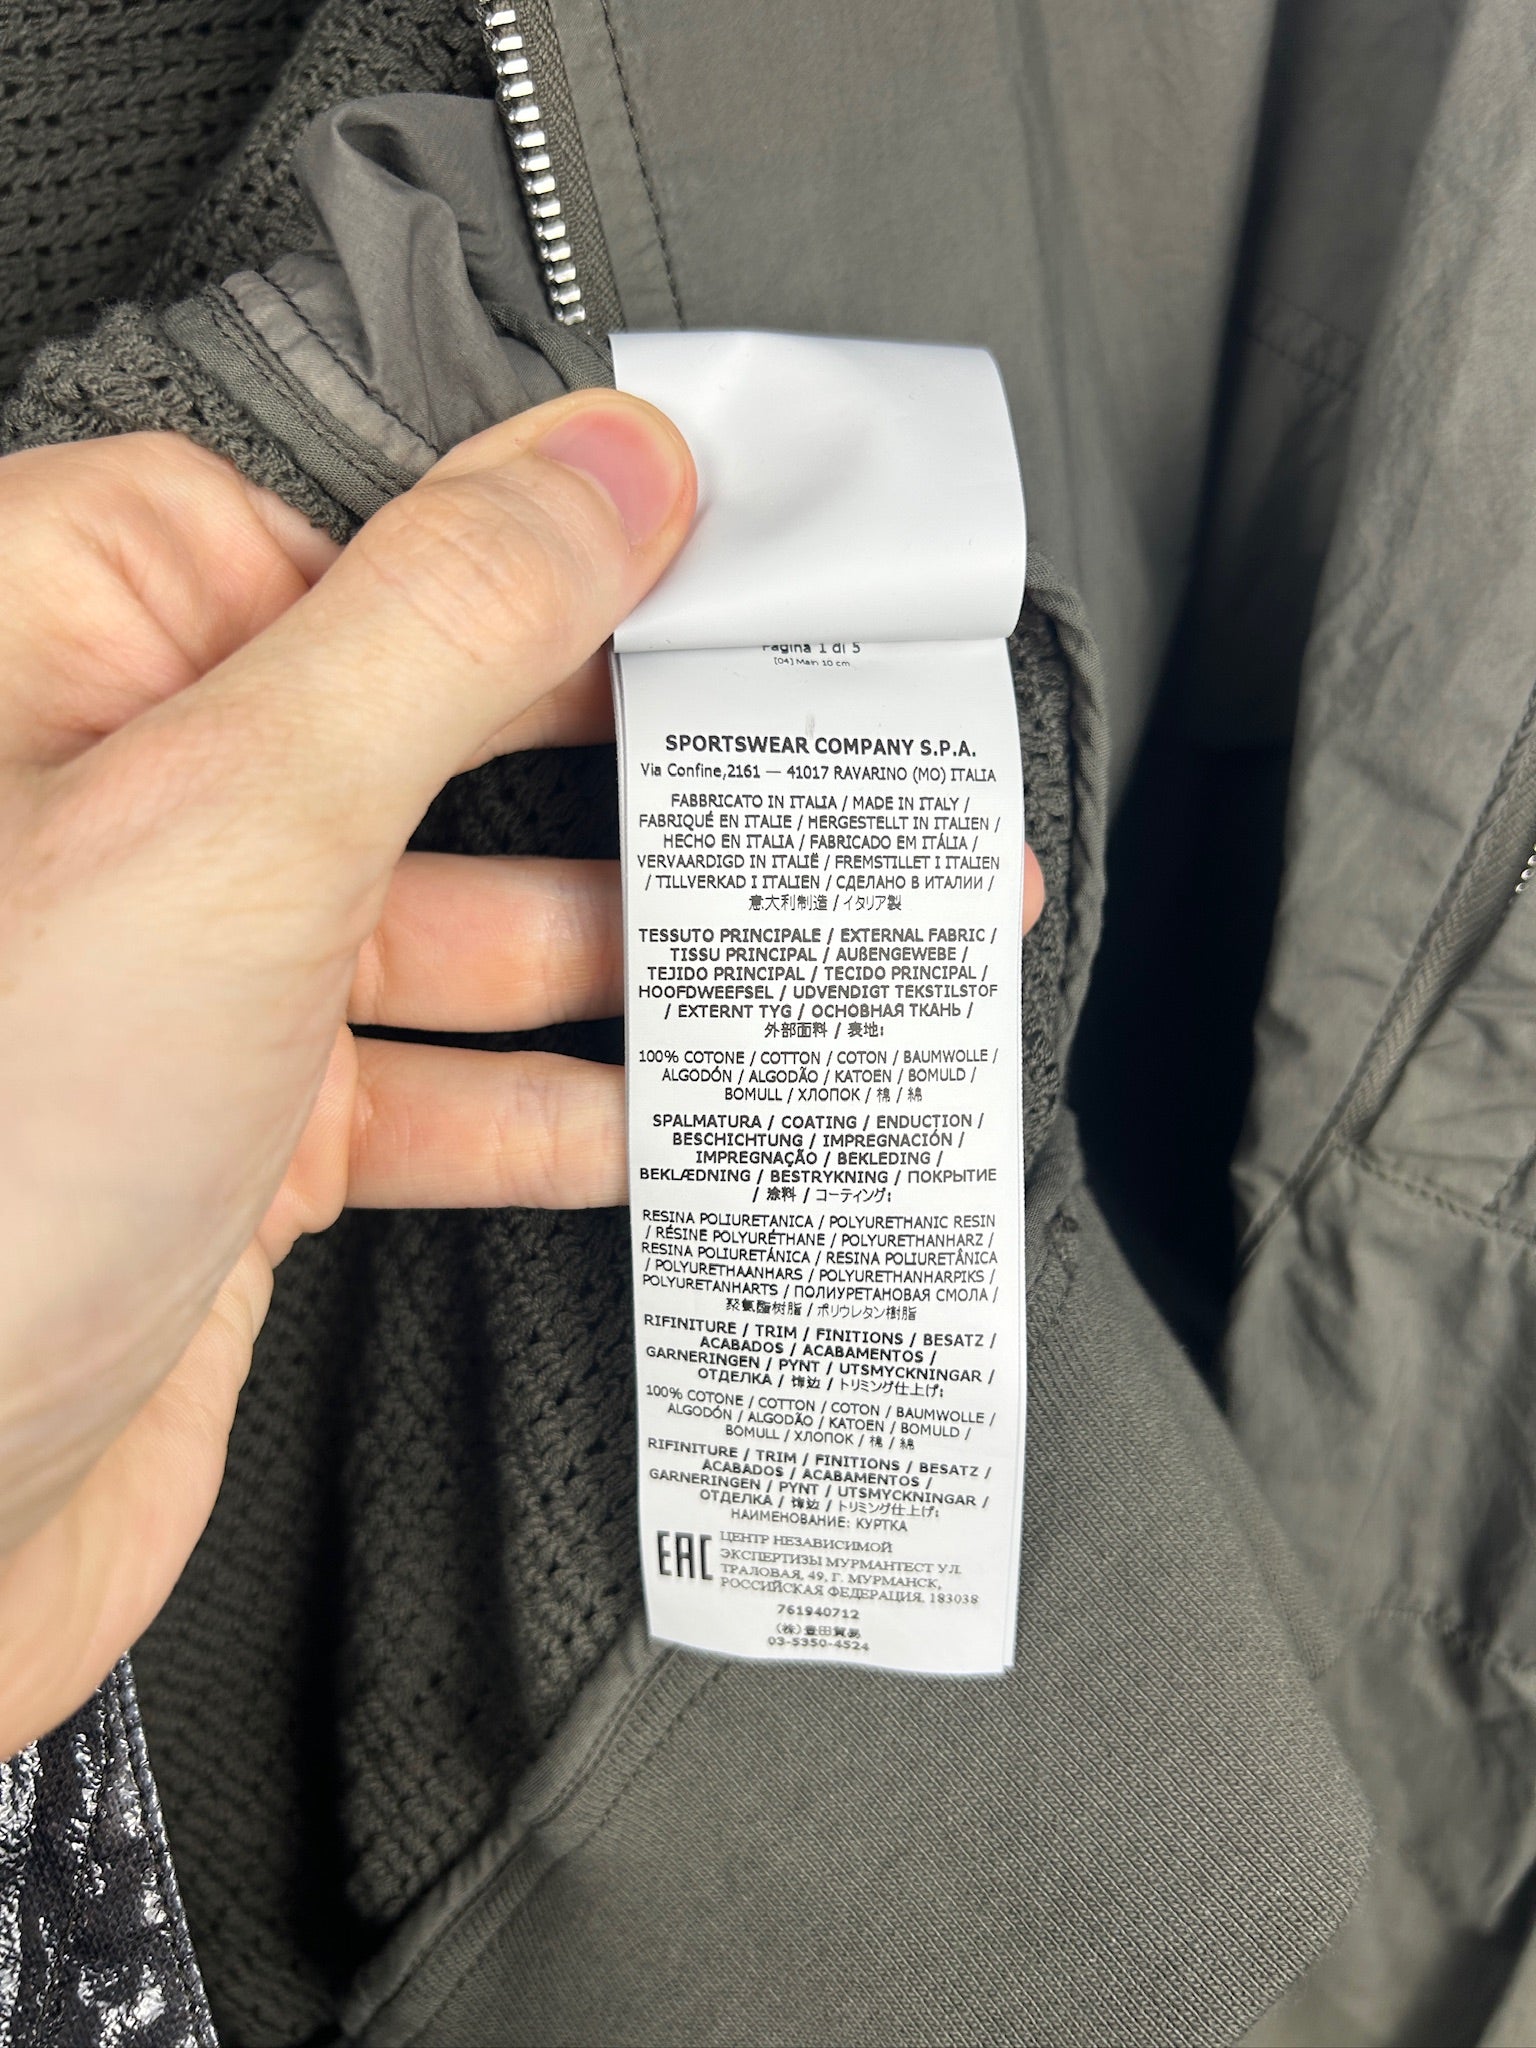 Pagina 1 di 5
[04] Main 10 cm
SPORTSWEAR COMPANY S.P.A.
Via Confine,2161 — 41017 RAVARINO (MO) ITALIA
FABBRICATO IN ITALIA / MADE IN ITALY /
FABRIQUÉ EN ITALIE / HERGESTELLT IN ITALIEN /
HECHO EN ITALIA / FABRICADO EM ITÁLIA /
VERVAARDIGD IN ITALIË / FREMSTILLET I ITALIEN
/ TILLVERKAD I ITALIEN / СДЕЛАНО В ИТАЛИИ /
意大利制造 / イタリア製
TESSUTO PRINCIPALE / EXTERNAL FABRIC /
TISSU PRINCIPAL / AUßENGEWEBE /
TEJIDO PRINCIPAL / TECIDO PRINCIPAL /
HOOFDWEEFSEL / UDVENDIGT TEKSTILSTOF
/ EXTERNT TYG / ОСНОВНАЯ ТКАНЬ /
外部面料 / 表地:
100% COTONE / COTTON / COTON / BAUMWOLLE /
ALGODÓN / ALGODÃO / KATOEN / BOMULD /
BOMULL / ХЛОПОК / 棉 / 綿
SPALMATURA / COATING / ENDUCTION /
BESCHICHTUNG / IMPREGNACIÓN /
IMPREGNAÇÃO / BEKLEDING /
BEKLÆDNING / BESTRYKNING / ПОКРЫТИЕ
/ 涂料 / コーティング:
RESINA POLIURETANICA / POLYURETHANIC RESIN
/ RÉSINE POLYURÉTHANE / POLYURETHANHARZ /
RESINA POLIURETÁNICA / RESINA POLIURETÂNICA
/ POLYURETHAANHARS / POLYURETHANHARPIKS /
POLYURETANHARTS / ПОЛИУРЕТАНОВАЯ СМОЛА /
聚氨酯树脂 / ポリウレタン樹脂
RIFINITURE / TRIM / FINITIONS / BESATZ /
ACABADOS / ACABAMENTOS /
GARNERINGEN / PYNT / UTSMYCKNINGAR /
ОТДЕЛКА / 饰边 / トリミング仕上げ:
100% COTONE / COTTON / COTON / BAUMWOLLE /
ALGODÓN / ALGODÃO / KATOEN / BOMULD /
BOMULL / ХЛОПОК / 棉 / 綿
RIFINITURE / TRIM / FINITIONS / BESATZ /
ACABADOS / ACABAMENTOS /
GARNERINGEN / PYNT / UTSMYCKNINGAR /
ОТДЕЛКА / 饰边 / トリミング仕上げ:
НАИМЕНОВАНИЕ: КУРТКА
EAC
ЦЕНТР НЕЗАВИСИМОЙ
ЭКСПЕРТИЗЫ МУРМАНТЕСТ УЛ.
ТРАЛОВАЯ, 49, Г. МУРМАНСК,
РОССИЙСКАЯ ФЕДЕРАЦИЯ, 183038
761940712
(株)豊田貿易
03-5350-4524